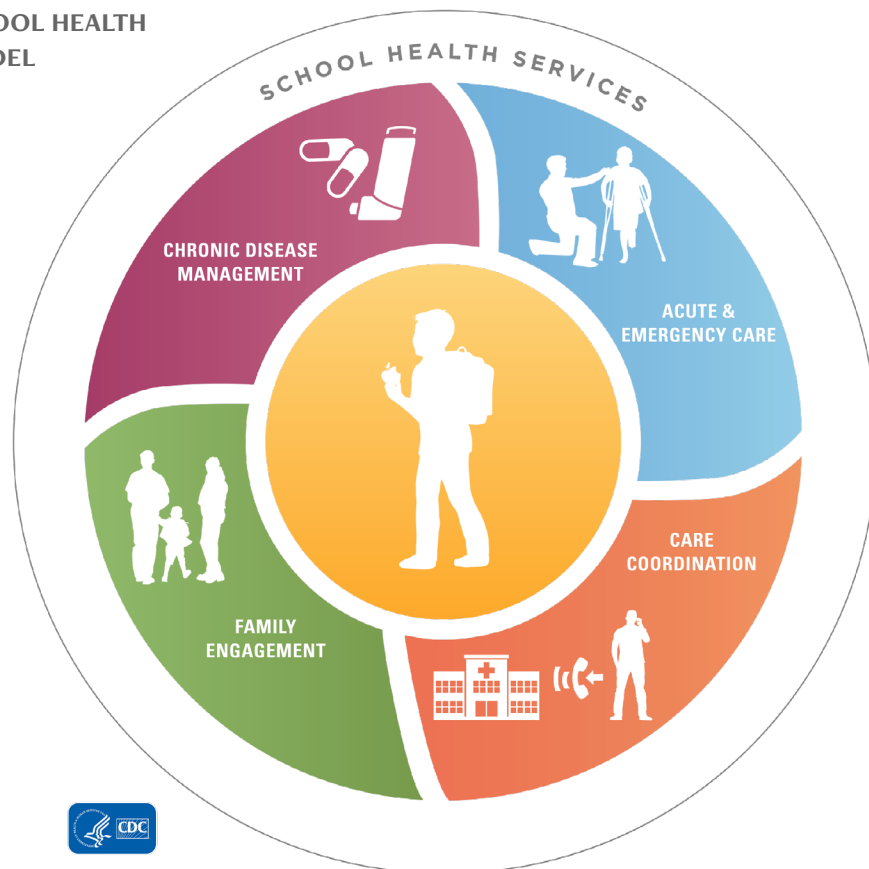 OOL HEALTH
DEL
SCHOOL HEALTH SERVICES
CHRONIC DISEASE
MANAGEMENT
ACUTE &
EMERGENCY CARE
CARE
COORDINATION
FAMILY
ENGAGEMENT
CDC